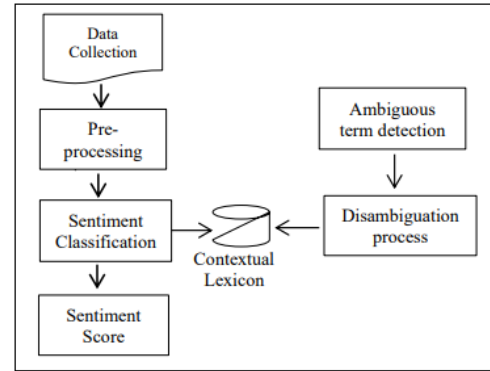 Data
Collection
Pre-
processing
Sentiment
Classification
Sentiment
Score
Contextual
Lexicon
Ambiguous
term detection
Disambiguation
process